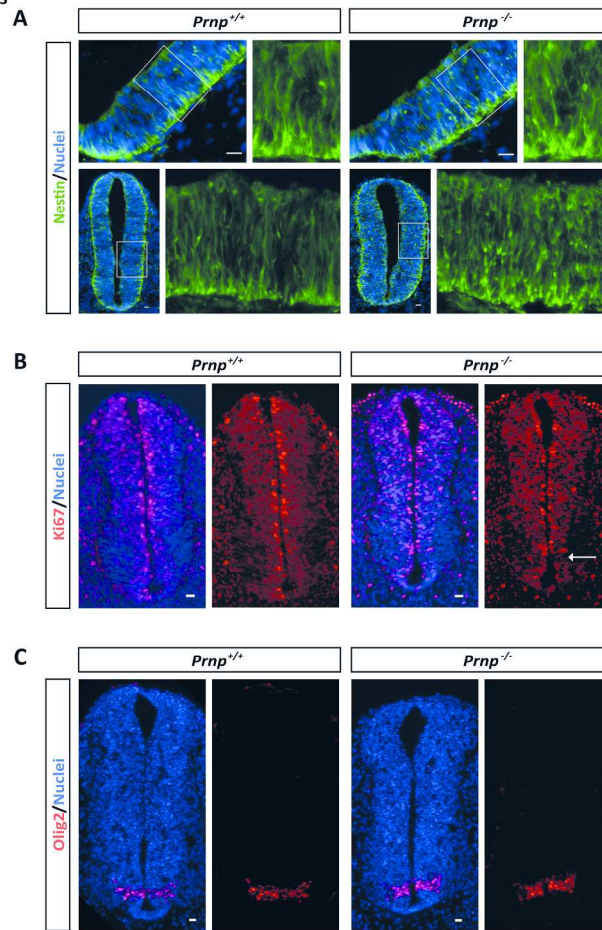 A
Prnp+/+
Prnp-/-
Nestin/Nuclei
B
Prnp+/+
Prnp-/-
Ki67/Nuclei
C
Prnp+/+
Prnp-/-
Olig2/Nuclei